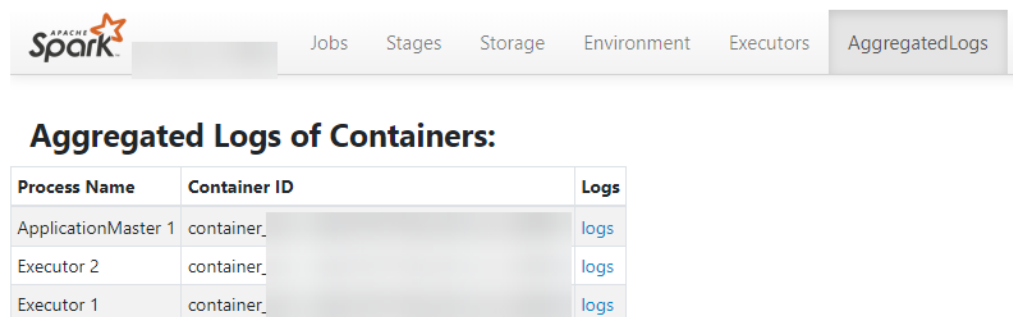 APACHE
Spark
Jobs Stages Storage Environment Executors AggregatedLogs
Aggregated Logs of Containers:
Process Name Container ID Logs
ApplicationMaster 1 container_ logs
Executor 2 container_ logs
Executor 1 container_ logs